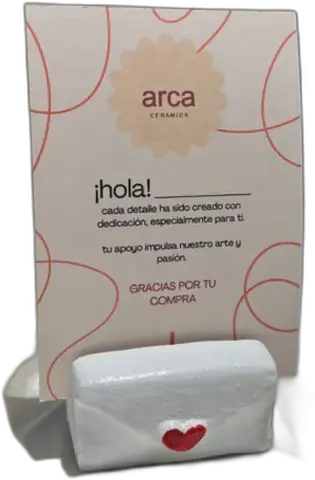 arca
CERAMICS
¡hola!
cada detalle ha sido creado con
dedicación, especialmente para ti.
tu apoyo impulsa nuestro arte y
pasión.
GRACIAS POR TU
COMPRA